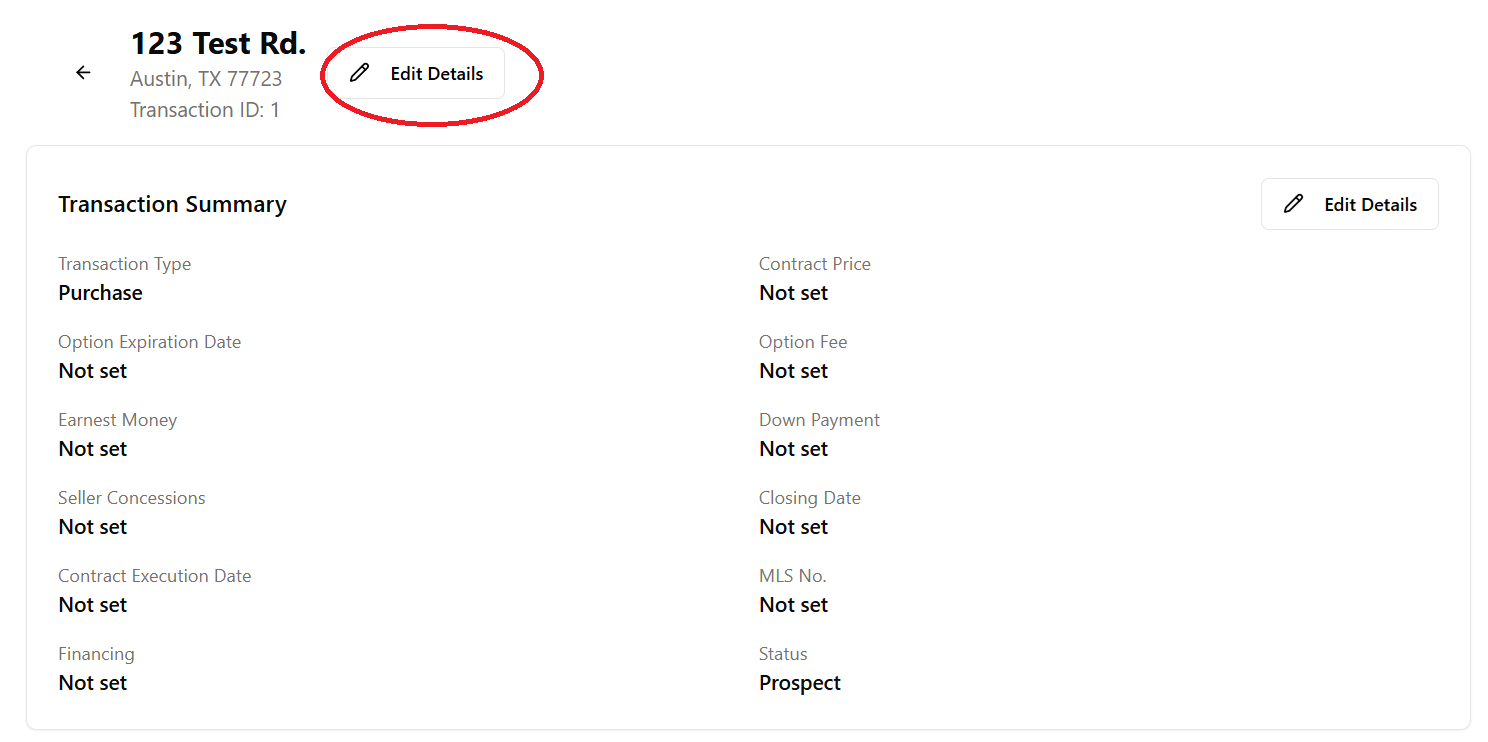 123 Test Rd.
Austin, TX 77723
Transaction ID: 1
Edit Details
Transaction Summary
Edit Details
Transaction Type
Purchase
Contract Price
Not set
Option Expiration Date
Not set
Option Fee
Not set
Earnest Money
Not set
Down Payment
Not set
Seller Concessions
Not set
Closing Date
Not set
Contract Execution Date
Not set
MLS No.
Not set
Financing
Not set
Status
Prospect